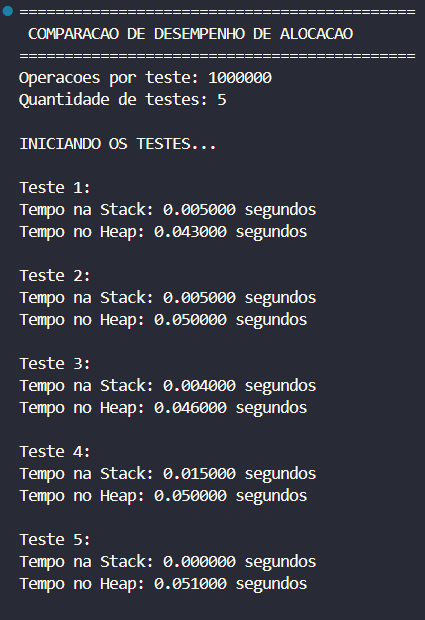 ============================================
COMPARACAO DE DESEMPENHO DE ALOCACAO
============================================
Operacoes por teste: 1000000
Quantidade de testes: 5
INICIANDO OS TESTES...
Teste 1:
Tempo na Stack: 0.005000 segundos
Tempo no Heap: 0.043000 segundos
Teste 2:
Tempo na Stack: 0.005000 segundos
Tempo no Heap: 0.050000 segundos
Teste 3:
Tempo na Stack: 0.004000 segundos
Tempo no Heap: 0.046000 segundos
Teste 4:
Tempo na Stack: 0.015000 segundos
Tempo no Heap: 0.050000 segundos
Teste 5:
Tempo na Stack: 0.000000 segundos
Tempo no Heap: 0.051000 segundos